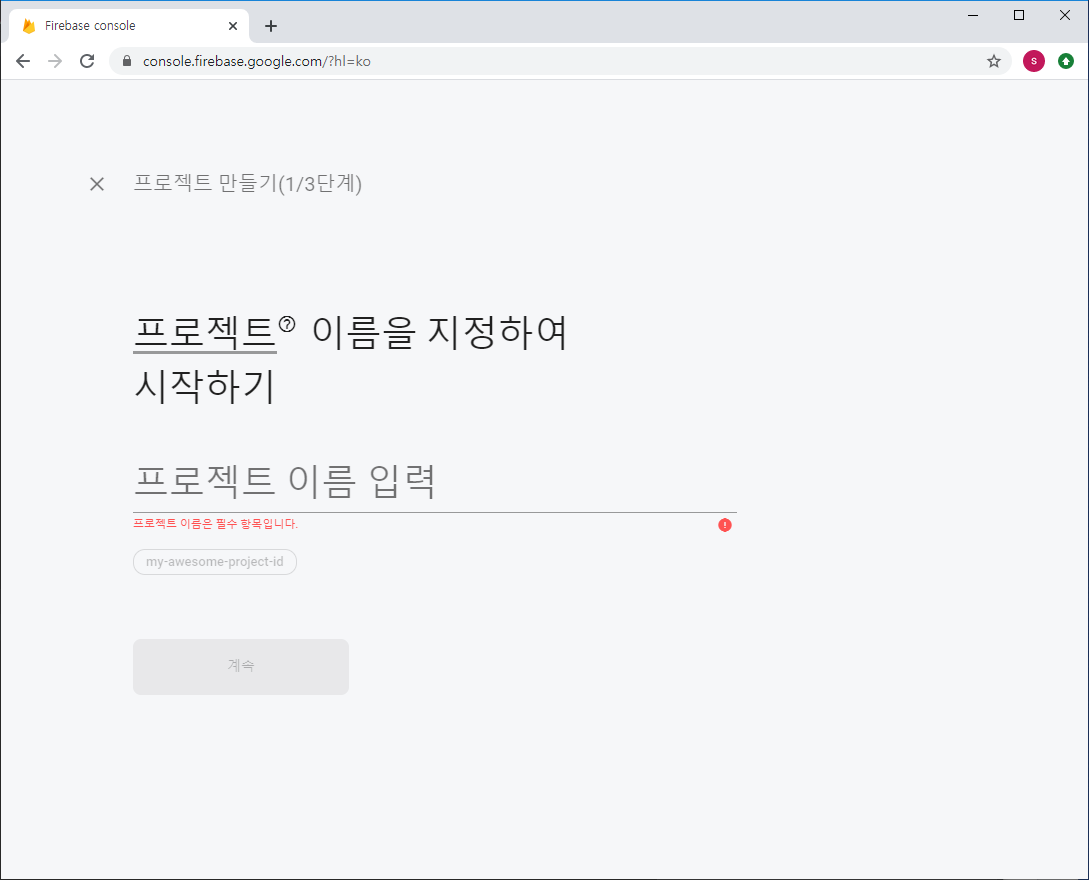 Firebase console
console.firebase.google.com/?hl=ko
s
프로젝트 만들기(1/3단계)
프로젝트? 이름을 지정하여
시작하기
프로젝트 이름 입력
프로젝트 이름은 필수 항목입니다.
!
my-awesome-project-id
계속